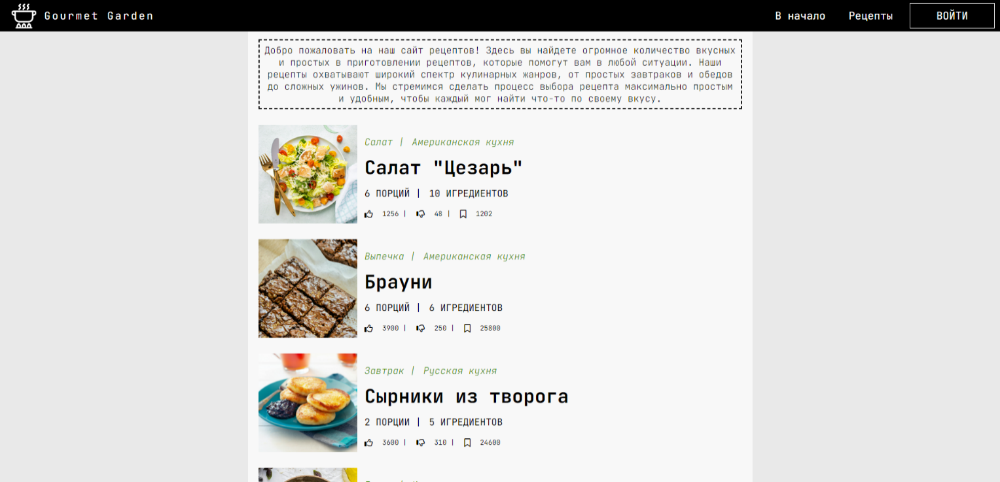 Gourmet Garden
В начало
Рецепты
ВОЙТИ
Добро пожаловать на наш сайт рецептов! Здесь вы найдете огромное количество вкусных
и простых в приготовлении рецептов, которые помогут вам в любой ситуации. Наши
рецепты охватывают широкий спектр кулинарных жанров, от простых завтраков и обедов
до сложных ужинов. Мы стремимся сделать процесс выбора рецепта максимально простым
и удобным, чтобы каждый мог найти что-то по своему вкусу.
Салат | Американская кухня
Салат "Цезарь"
6 ПОРЦИЙ | 10 ИГРЕДИЕНТОВ
1256 | 48 | 1202
Выпечка | Американская кухня
Брауни
6 ПОРЦИЙ | 6 ИГРЕДИЕНТОВ
3900 | 250 | 25800
Завтрак | Русская кухня
Сырники из творога
2 ПОРЦИИ | 5 ИГРЕДИЕНТОВ
3600 | 310 | 24600